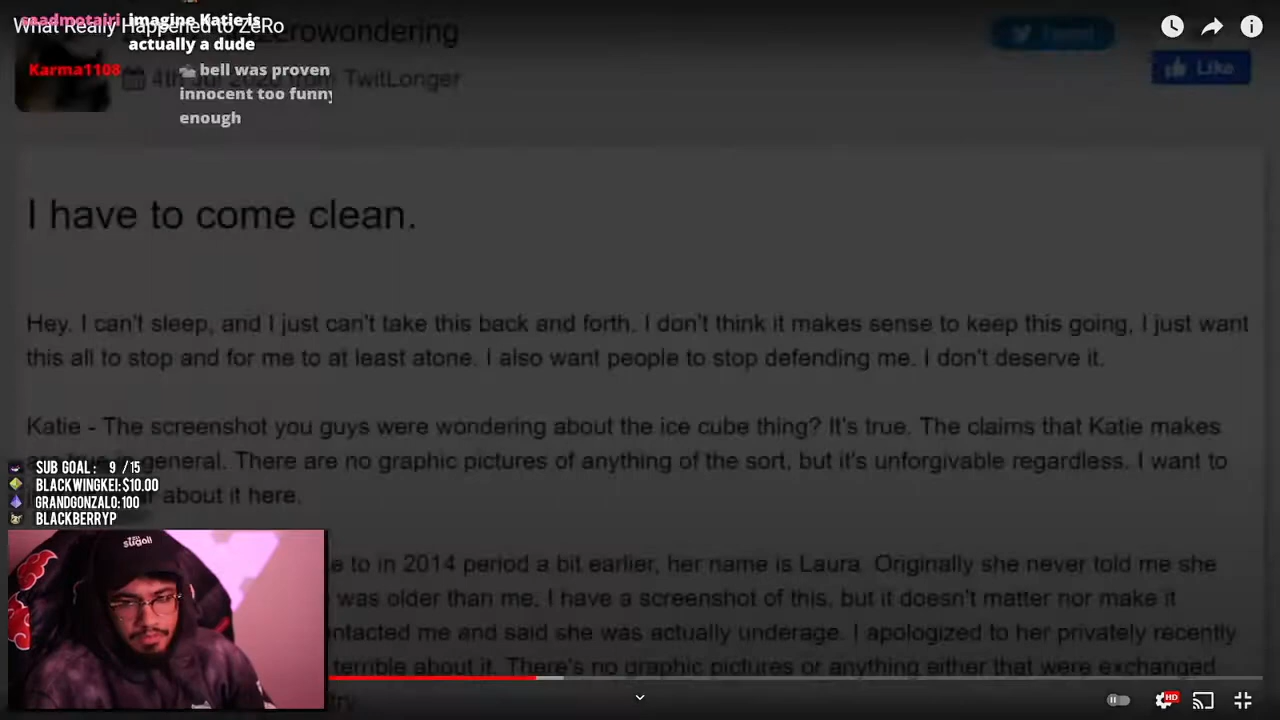 What Really Happened to ZeRo
saadmotairi imagine Katie is
actually a dude
Karma1108 bell was proven
innocent too funny
enough
zerowondering
Tweet
4th Jul 2020 from TwitLonger
Like
I have to come clean.
Hey. I can't sleep, and I just can't take this back and forth. I don't think it makes sense to keep this going, I just want
this all to stop and for me to at least atone. I also want people to stop defending me. I don't deserve it.
Katie - The screenshot you guys were wondering about the ice cube thing? It's true. The claims that Katie makes
general. There are no graphic pictures of anything of the sort, but it's unforgivable regardless. I want to
about it here.
SUB GOAL: 9 /15
BLACKWINGKEI:$10.00
GRANDGONZALO:100
BLACKBERRYP
sugoi!
to in 2014 period a bit earlier, her name is Laura. Originally she never told me she
was older than me. I have a screenshot of this, but it doesn't matter nor make it
ntacted me and said she was actually underage. I apologized to her privately recently
terrible about it. There's no graphic pictures or anything either that were exchanged
HD